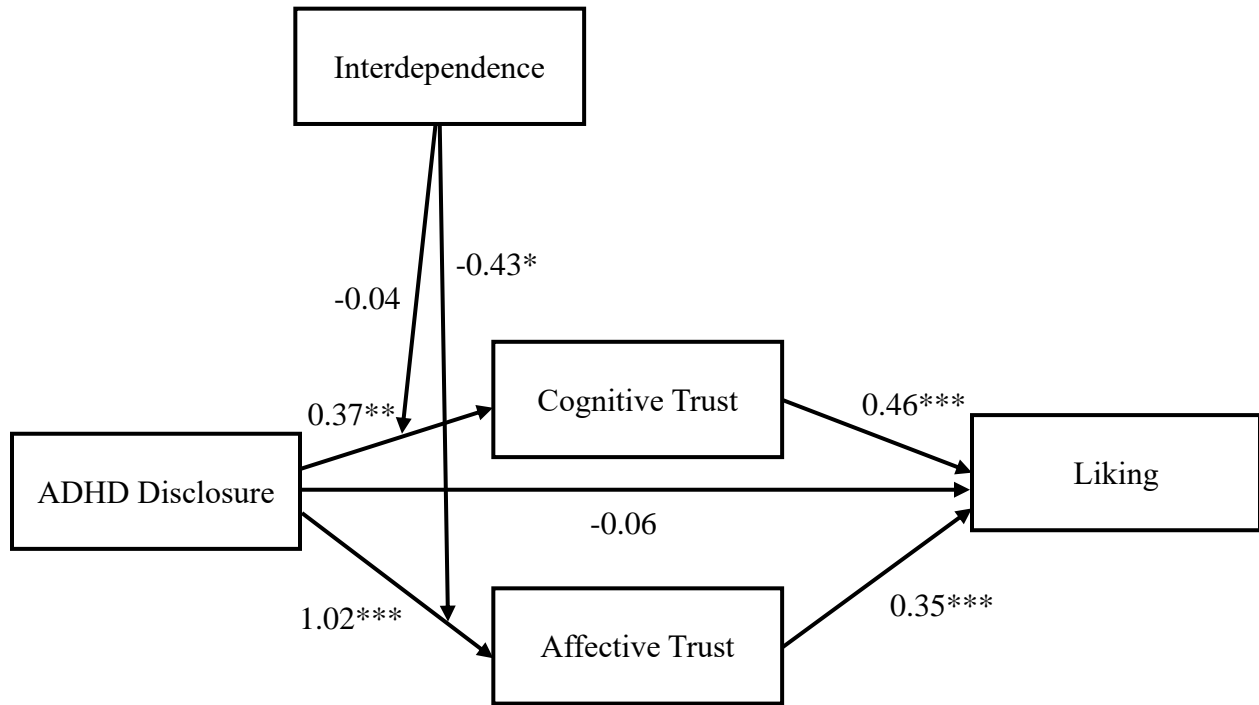 Interdependence
-0.43*
-0.04
Cognitive Trust
0.37**
0.46***
ADHD Disclosure
Liking
-0.06
1.02***
0.35***
Affective Trust